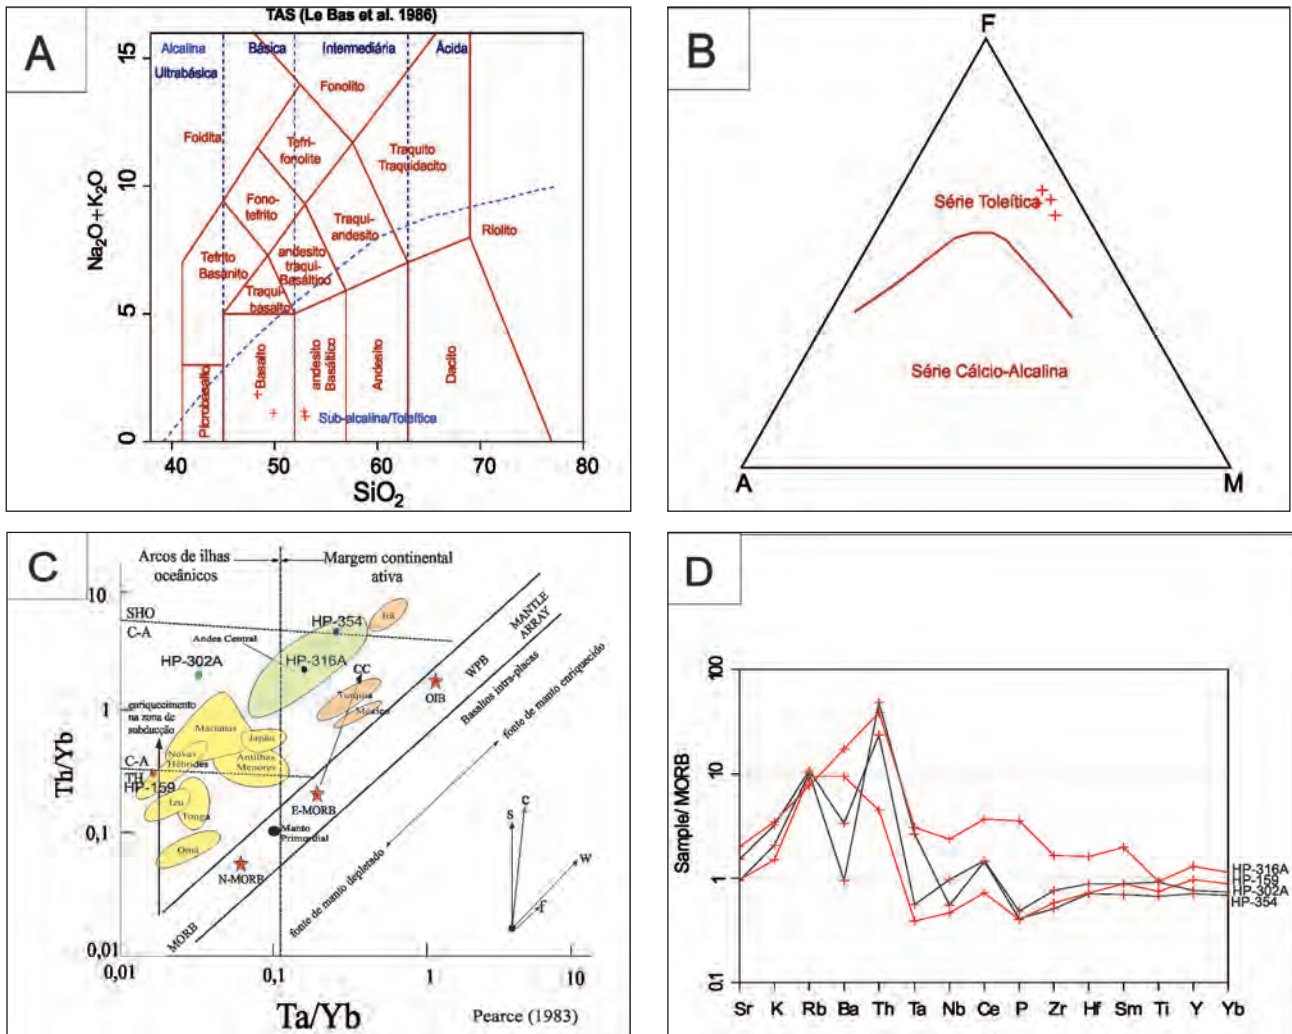 A
TAS (Le Bas et al. 1986)
Alcalina
Ultrabásica
Básica
Intermediária
Ácida
Fonolito
Foidita
Tefri-
fonolite
Traquito
Traquidacito
Fono-
tefrito
Traqui-
andesito
Riolito
Tefrito
Basanito
andesito
traqui-
Basáltico
Traqui-
basalto
Picrobasalto
Basalto
andesito
Basáltico
Andesito
Dacito
Sub-alcalina/Toleítica
Na₂O+K₂O
0
5
10
15
40 50 60 70 80
SiO₂
B
F
Série Toleítica
Série Cálcio-Alcalina
A
M
C
Arcos de ilhas
oceânicos
Margem continental
ativa
10
SHO
C-A
HP-354
Irã
Andes Central
HP-302A
HP-316A
CC
Turquia
México
OIB
MANTLE
ARRAY
WPB
Basaltos intra-placas
enriquecimento
na zona de
subducção
1
Marianas
Japão
Novas
Hébrides
Antilhas
Menores
C-A
TH
HP-159
Izu
Tonga
E-MORB
Manto
Primordial
0,1
Omã
N-MORB
MORB
fonte de manto depletado
fonte de manto enriquecido
S
C
W
-f
0,01
0,01 0,1 1 10
Th/Yb
Ta/Yb
Pearce (1983)
D
Sample/ MORB
100
10
1
0.1
HP-316A
HP-159
HP-302A
HP-354
Sr K Rb Ba Th Ta Nb Ce P Zr Hf Sm Ti Y Yb